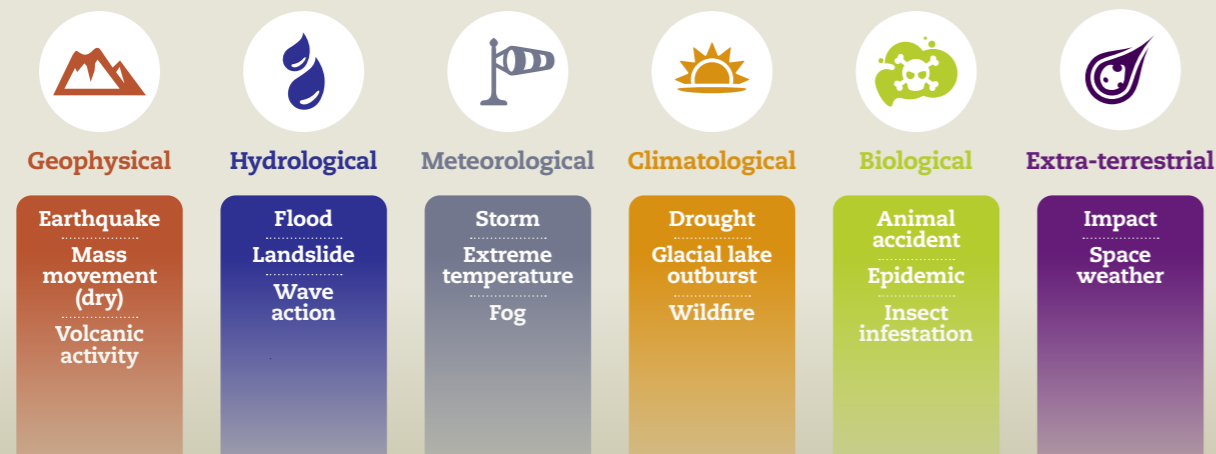 Geophysical
Earthquake
Mass
movement
(dry)
Volcanic
activity
Hydrological
Flood
Landslide
Wave
action
Meteorological
Storm
Extreme
temperature
Fog
Climatological
Drought
Glacial lake
outburst
Wildfire
Biological
Animal
accident
Epidemic
Insect
infestation
Extra-terrestrial
Impact
Space
weather